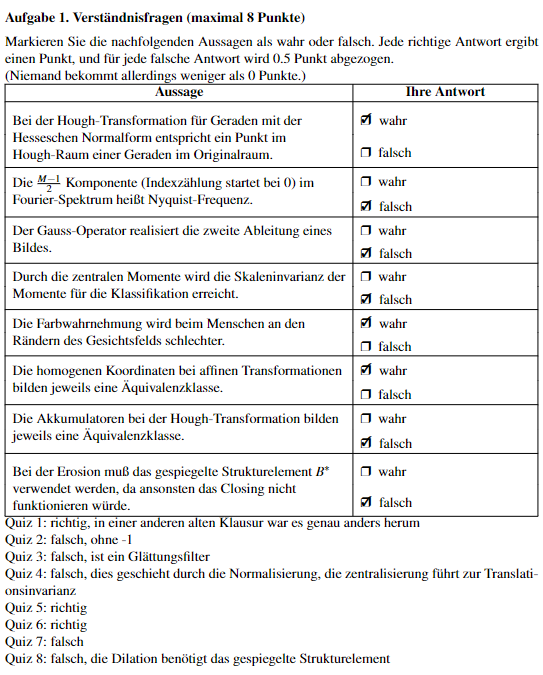 Aufgabe 1. Verständnisfragen (maximal 8 Punkte)
Markieren Sie die nachfolgenden Aussagen als wahr oder falsch. Jede richtige Antwort ergibt
einen Punkt, und für jede falsche Antwort wird 0.5 Punkt abgezogen.
(Niemand bekommt allerdings weniger als 0 Punkte.)
Aussage Ihre Antwort
Bei der Hough-Transformation für Geraden mit der
Hesseschen Normalform entspricht ein Punkt im
Hough-Raum einer Geraden im Originalraum.
☑ wahr
☐ falsch
Die \frac{M-1}{2} Komponente (Indexzählung startet bei 0) im
Fourier-Spektrum heißt Nyquist-Frequenz.
☐ wahr
☑ falsch
Der Gauss-Operator realisiert die zweite Ableitung eines
Bildes.
☐ wahr
☑ falsch
Durch die zentralen Momente wird die Skaleninvarianz der
Momente für die Klassifikation erreicht.
☐ wahr
☑ falsch
Die Farbwahrnehmung wird beim Menschen an den
Rändern des Gesichtsfelds schlechter.
☑ wahr
☐ falsch
Die homogenen Koordinaten bei affinen Transformationen
bilden jeweils eine Äquivalenzklasse.
☑ wahr
☐ falsch
Die Akkumulatoren bei der Hough-Transformation bilden
jeweils eine Äquivalenzklasse.
☐ wahr
☑ falsch
Bei der Erosion muß das gespiegelte Strukturelement B*
verwendet werden, da ansonsten das Closing nicht
funktionieren würde.
☐ wahr
☑ falsch
Quiz 1: richtig, in einer anderen alten Klausur war es genau anders herum
Quiz 2: falsch, ohne -1
Quiz 3: falsch, ist ein Glättungsfilter
Quiz 4: falsch, dies geschieht durch die Normalisierung, die zentralisierung führt zur Translati-
onsinvarianz
Quiz 5: richtig
Quiz 6: richtig
Quiz 7: falsch
Quiz 8: falsch, die Dilation benötigt das gespiegelte Strukturelement